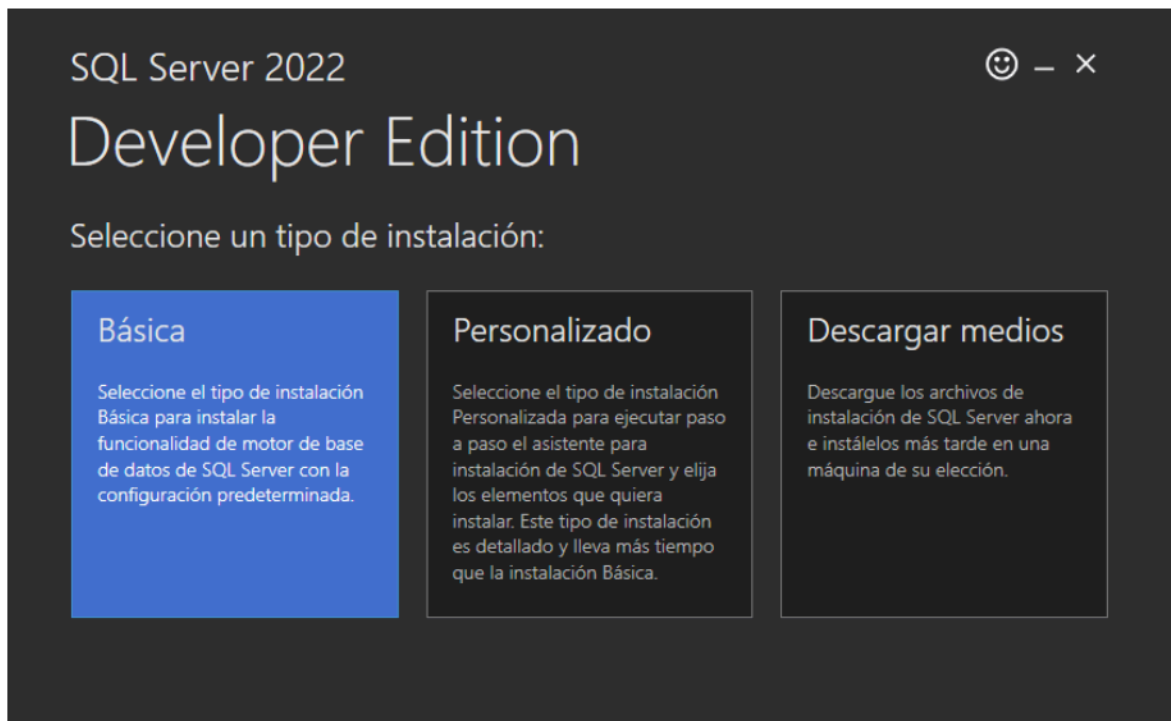 SQL Server 2022
Developer Edition
Seleccione un tipo de instalación:
Básica
Seleccione el tipo de instalación
Básica para instalar la
funcionalidad de motor de base
de datos de SQL Server con la
configuración predeterminada.
Personalizado
Seleccione el tipo de instalación
Personalizada para ejecutar paso
a paso el asistente para
instalación de SQL Server y elija
los elementos que quiera
instalar. Este tipo de instalación
es detallado y lleva más tiempo
que la instalación Básica.
Descargar medios
Descargue los archivos de
instalación de SQL Server ahora
e instálelos más tarde en una
máquina de su elección.